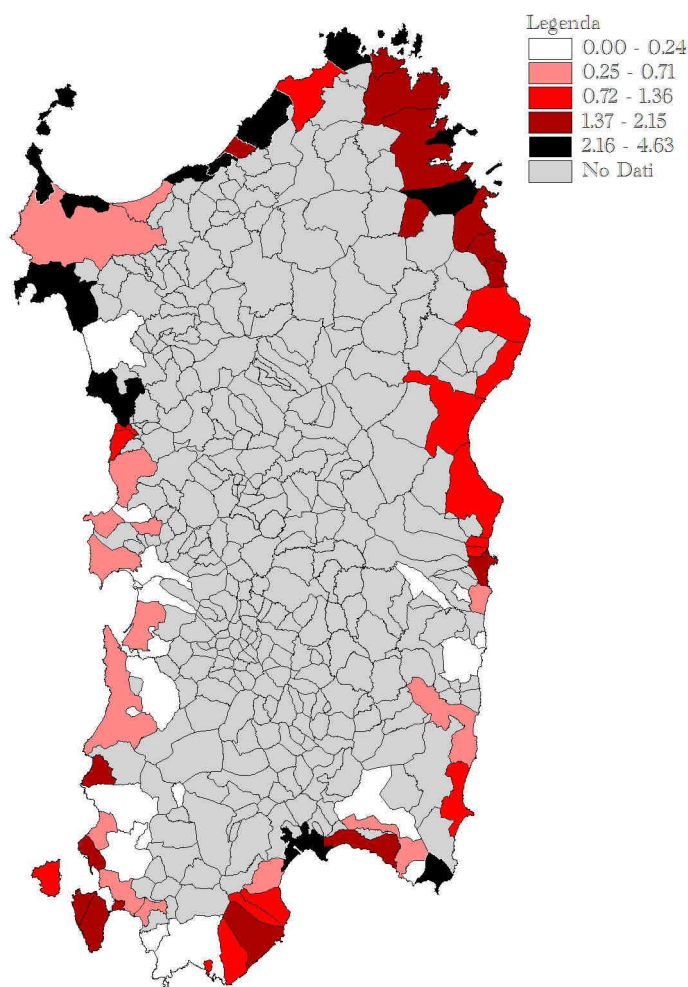 Legenda
0.00 - 0.24
0.25 - 0.71
0.72 - 1.36
1.37 - 2.15
2.16 - 4.63
No Dati